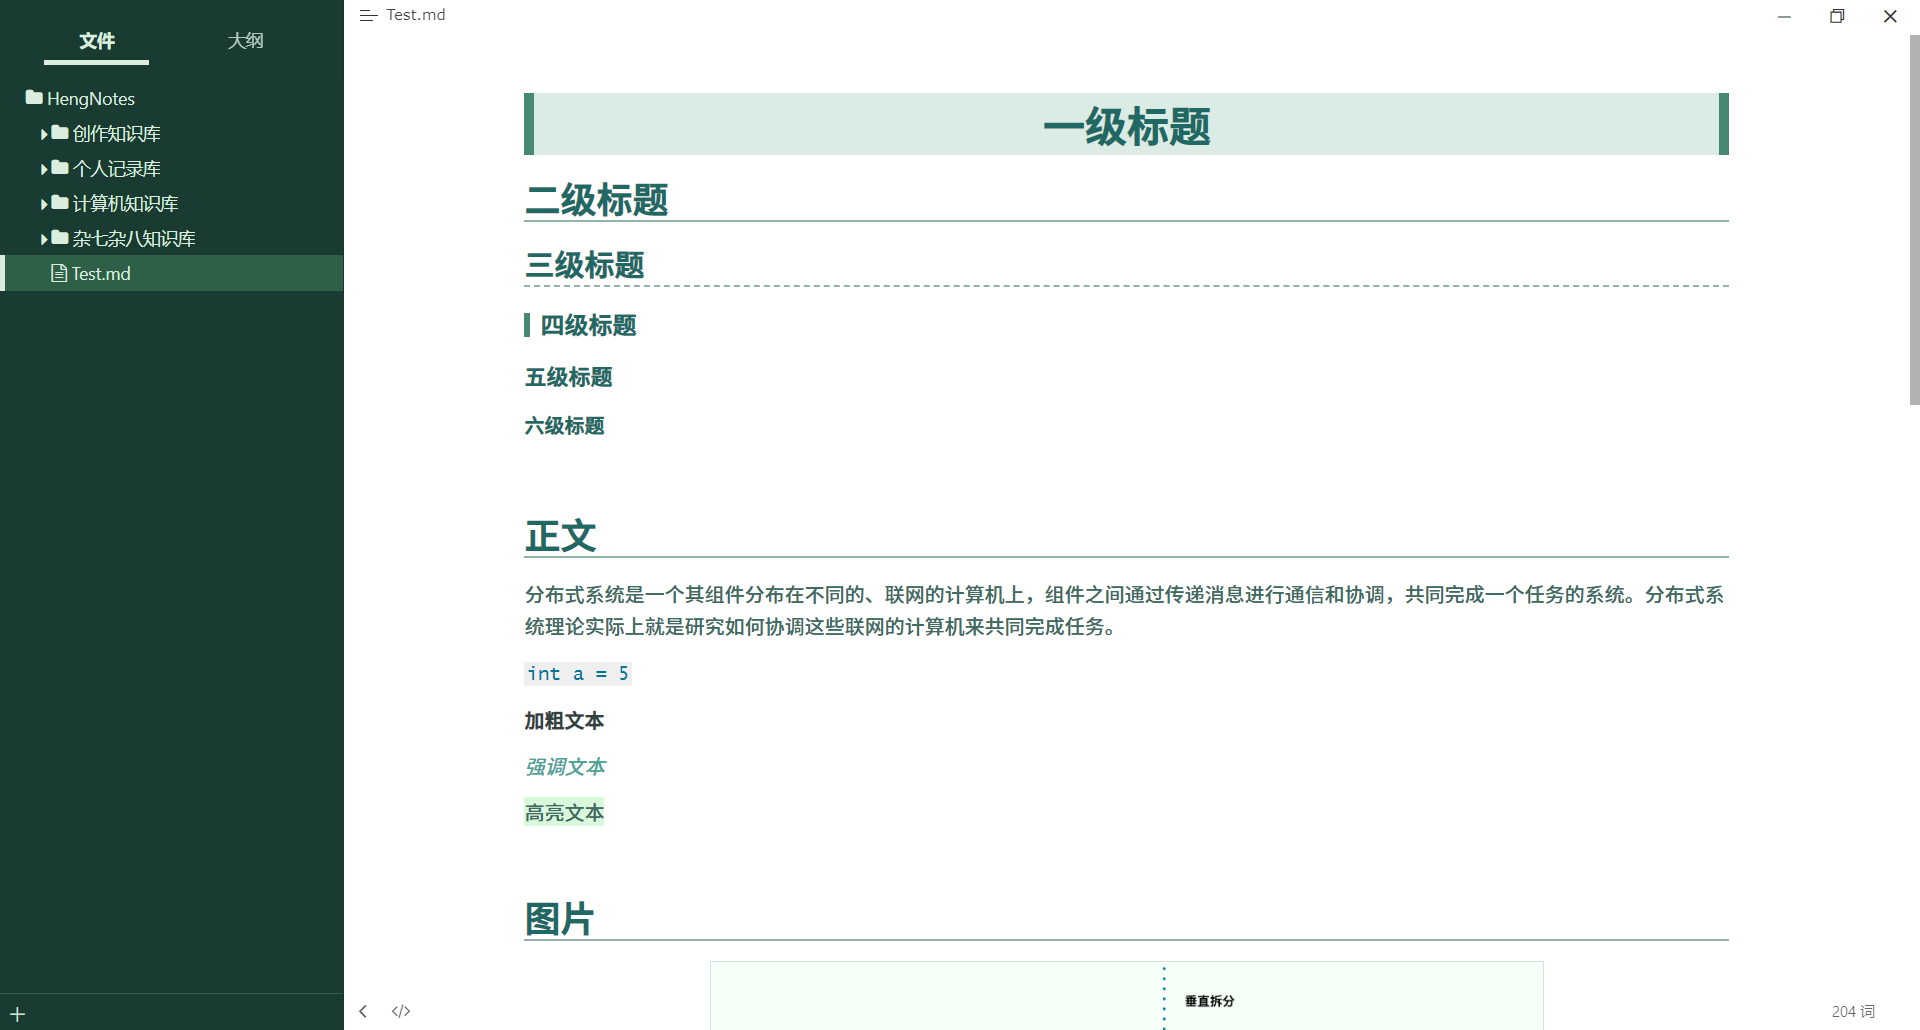 文件 大纲
HengNotes
创作知识库
个人记录库
计算机知识库
杂七杂八知识库
Test.md
Test.md
一级标题
二级标题
三级标题
四级标题
五级标题
六级标题
正文
分布式系统是一个其组件分布在不同的、联网的计算机上，组件之间通过传递消息进行通信和协调，共同完成一个任务的系统。分布式系
统理论实际上就是研究如何协调这些联网的计算机来共同完成任务。
int a = 5
加粗文本
强调文本
高亮文本
图片
垂直拆分
204 词